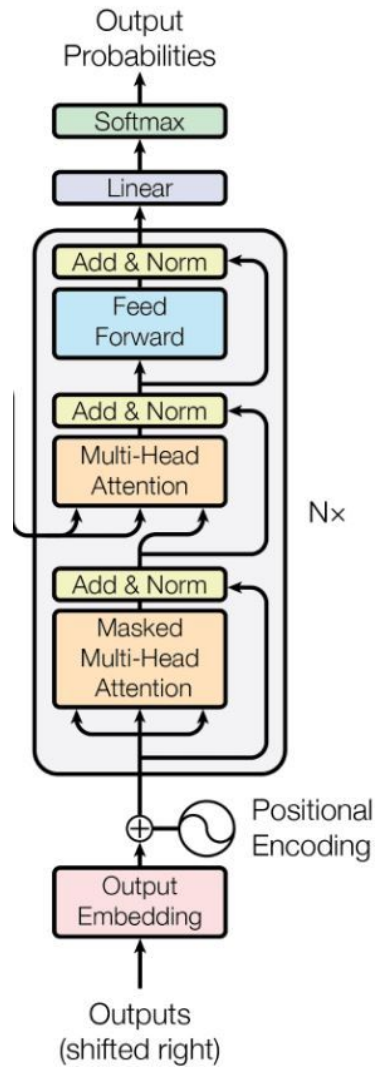 Output
Probabilities
Softmax
Linear
Add & Norm
Feed
Forward
Add & Norm
Multi-Head
Attention
N×
Add & Norm
Masked
Multi-Head
Attention
Positional
Encoding
Output
Embedding
Outputs
(shifted right)